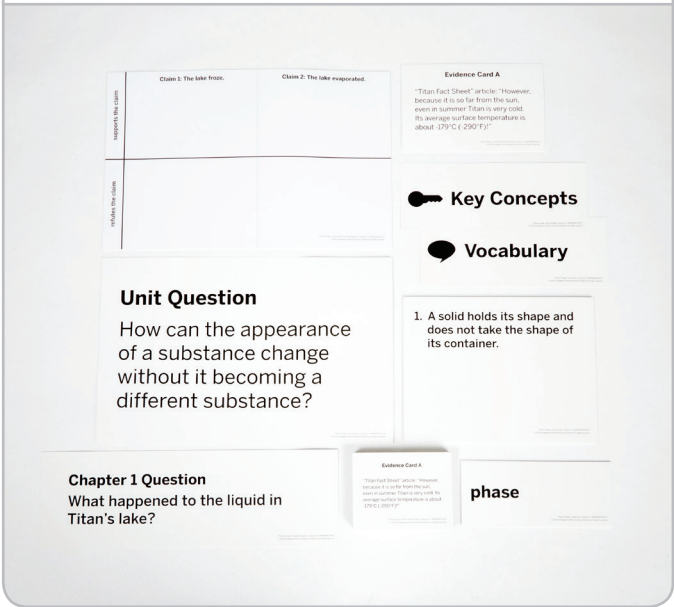 Claim 1: The lake froze.
Claim 2: The lake evaporated.
supports the claim
refutes the claim
Evidence Card A
"Titan Fact Sheet" article: "However,
because it is so far from the sun,
even in summer Titan is very cold.
Its average surface temperature is
about -179°C (-290°F)!"
Key Concepts
Vocabulary
Unit Question
How can the appearance
of a substance change
without it becoming a
different substance?
1. A solid holds its shape and
does not take the shape of
its container.
Chapter 1 Question
What happened to the liquid in
Titan's lake?
Evidence Card A
"Titan Fact Sheet" article: "However,
because it is so far from the sun,
even in summer Titan is very cold. Its
average surface temperature is about
-179°C (-290°F)!"
phase